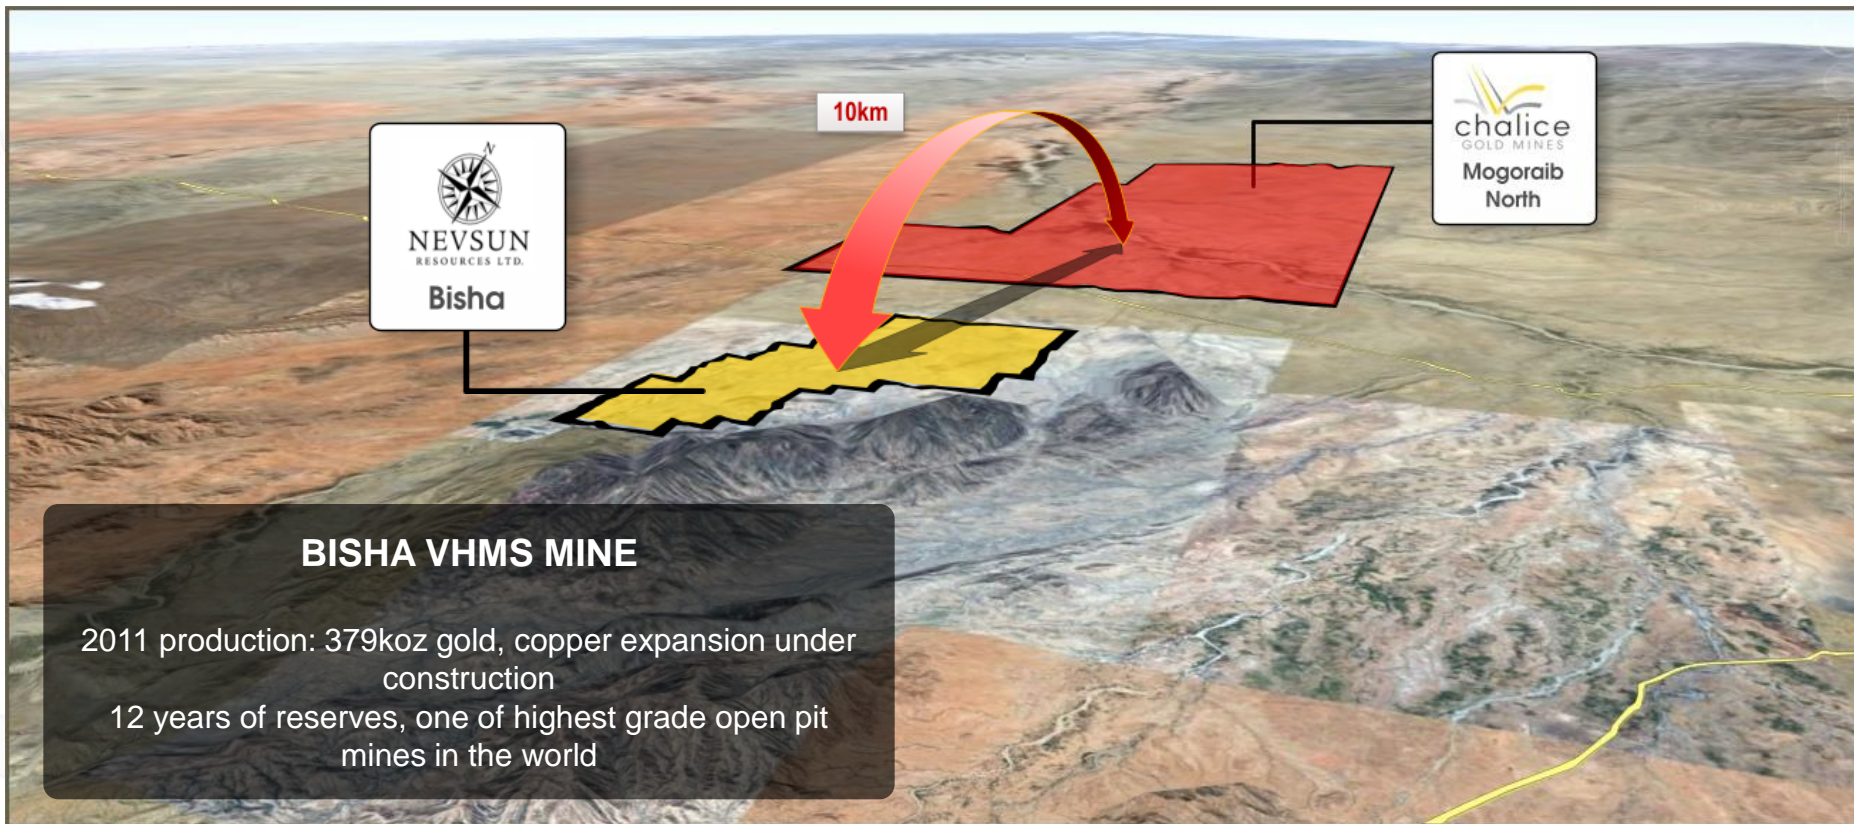 10km
N
NEVSUN
RESOURCES LTD.
Bisha
chalice
GOLD MINES
Mogoraib
North
BISHA VHMS MINE
2011 production: 379koz gold, copper expansion under
construction
12 years of reserves, one of highest grade open pit
mines in the world